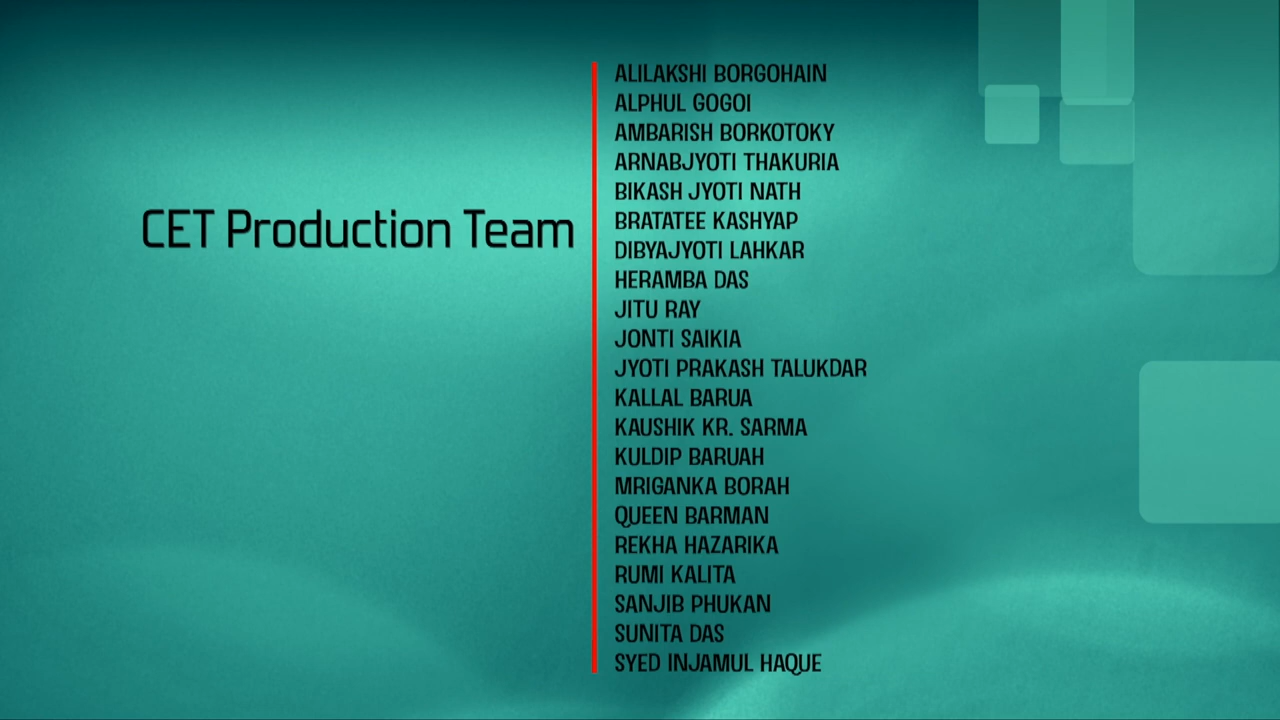 CET Production Team
ALILAKSHI BORGOHAIN
ALPHUL GOGOI
AMBARISH BORKOTOKY
ARNABJYOTI THAKURIA
BIKASH JYOTI NATH
BRATATEE KASHYAP
DIBYAJYOTI LAHKAR
HERAMBA DAS
JITU RAY
JONTI SAIKIA
JYOTI PRAKASH TALUKDAR
KALLAL BARUA
KAUSHIK KR. SARMA
KULDIP BARUAH
MRIGANKA BORAH
QUEEN BARMAN
REKHA HAZARIKA
RUMI KALITA
SANJIB PHUKAN
SUNITA DAS
SYED INJAMUL HAQUE